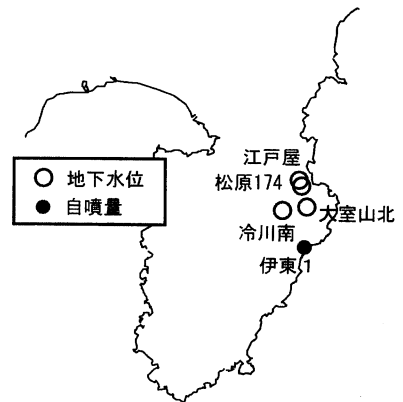 江戸屋
松原174
地下水位
自噴量
大室山北
冷川南
伊東1